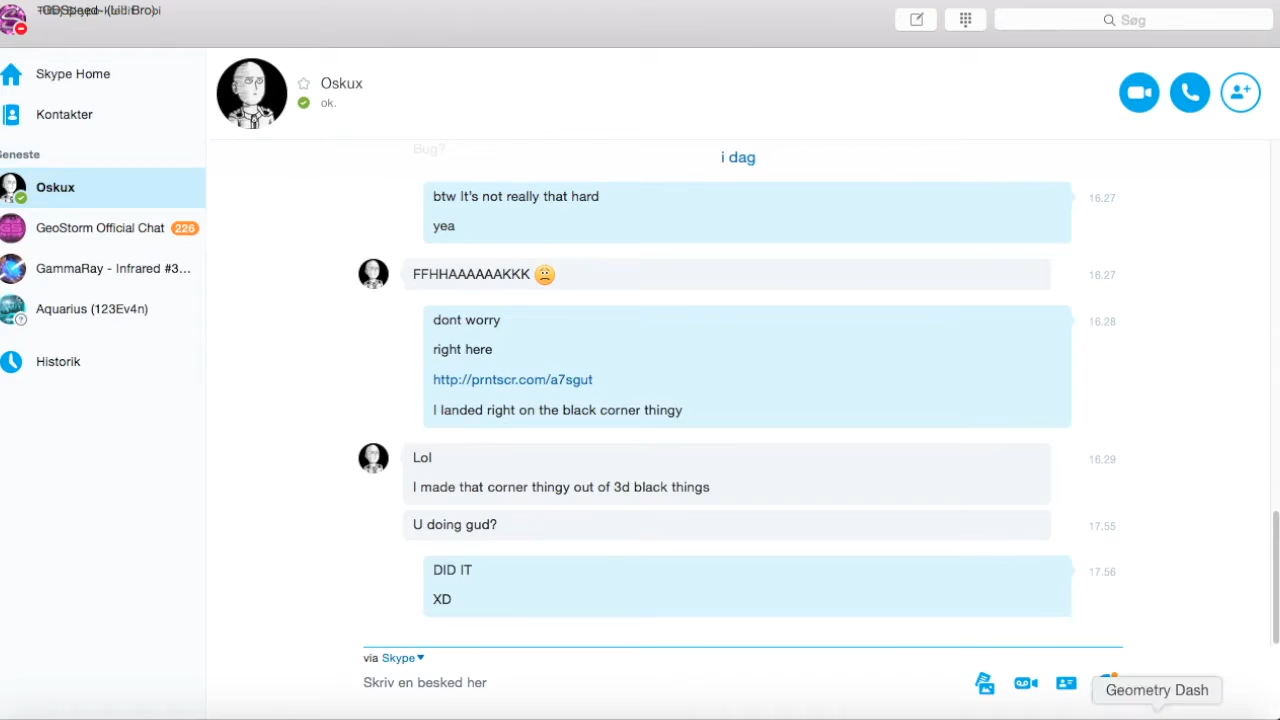 Søg
Skype Home
Kontakter
Seneste
Oskux
GeoStorm Official Chat 226
GammaRay - Infrared #3...
Aquarius (123Ev4n)
Historik
Oskux
ok.
Bug?
i dag
btw It's not really that hard
16.27
yea
FFHHAAAAAAKKK
16.27
dont worry
16.28
right here
http://prntscr.com/a7sgut
I landed right on the black corner thingy
Lol
16.29
I made that corner thingy out of 3d black things
U doing gud?
17.55
DID IT
17.56
XD
via Skype
Skriv en besked her
Geometry Dash